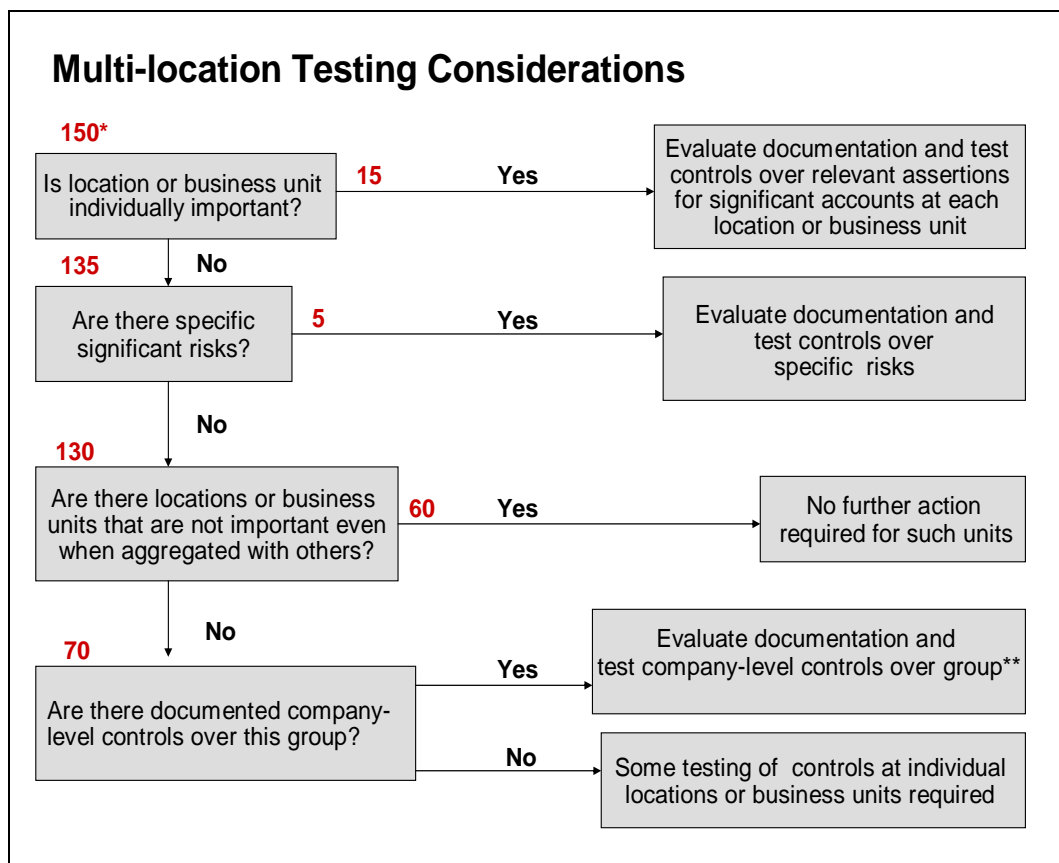 Multi-location Testing Considerations
150*
Is location or business unit
individually important?
15
Yes
Evaluate documentation and test
controls over relevant assertions
for significant accounts at each
location or business unit
No
135
Are there specific
significant risks?
5
Yes
Evaluate documentation and
test controls over
specific risks
No
130
Are there locations or business
units that are not important even
when aggregated with others?
60
Yes
No further action
required for such units
No
70
Are there documented company-
level controls over this group?
Yes
Evaluate documentation and
test company-level controls over group**
No
Some testing of controls at individual
locations or business units required